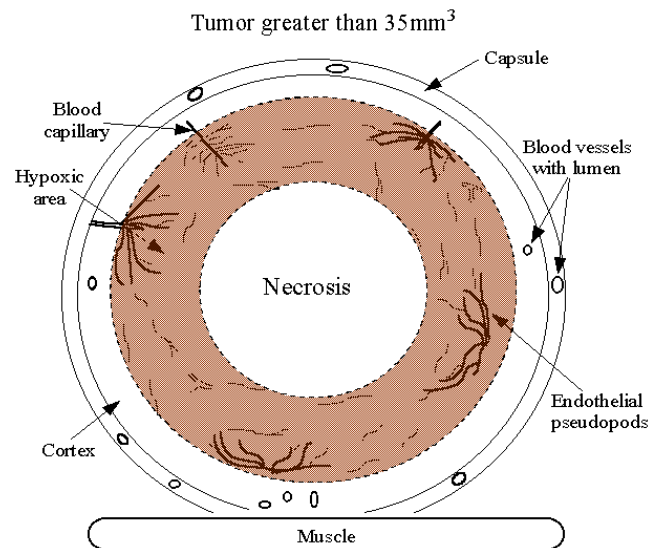 Tumor greater than 35mm³
Capsule
Blood
capillary
Blood vessels
with lumen
Hypoxic
area
Necrosis
Endothelial
pseudopods
Cortex
Muscle